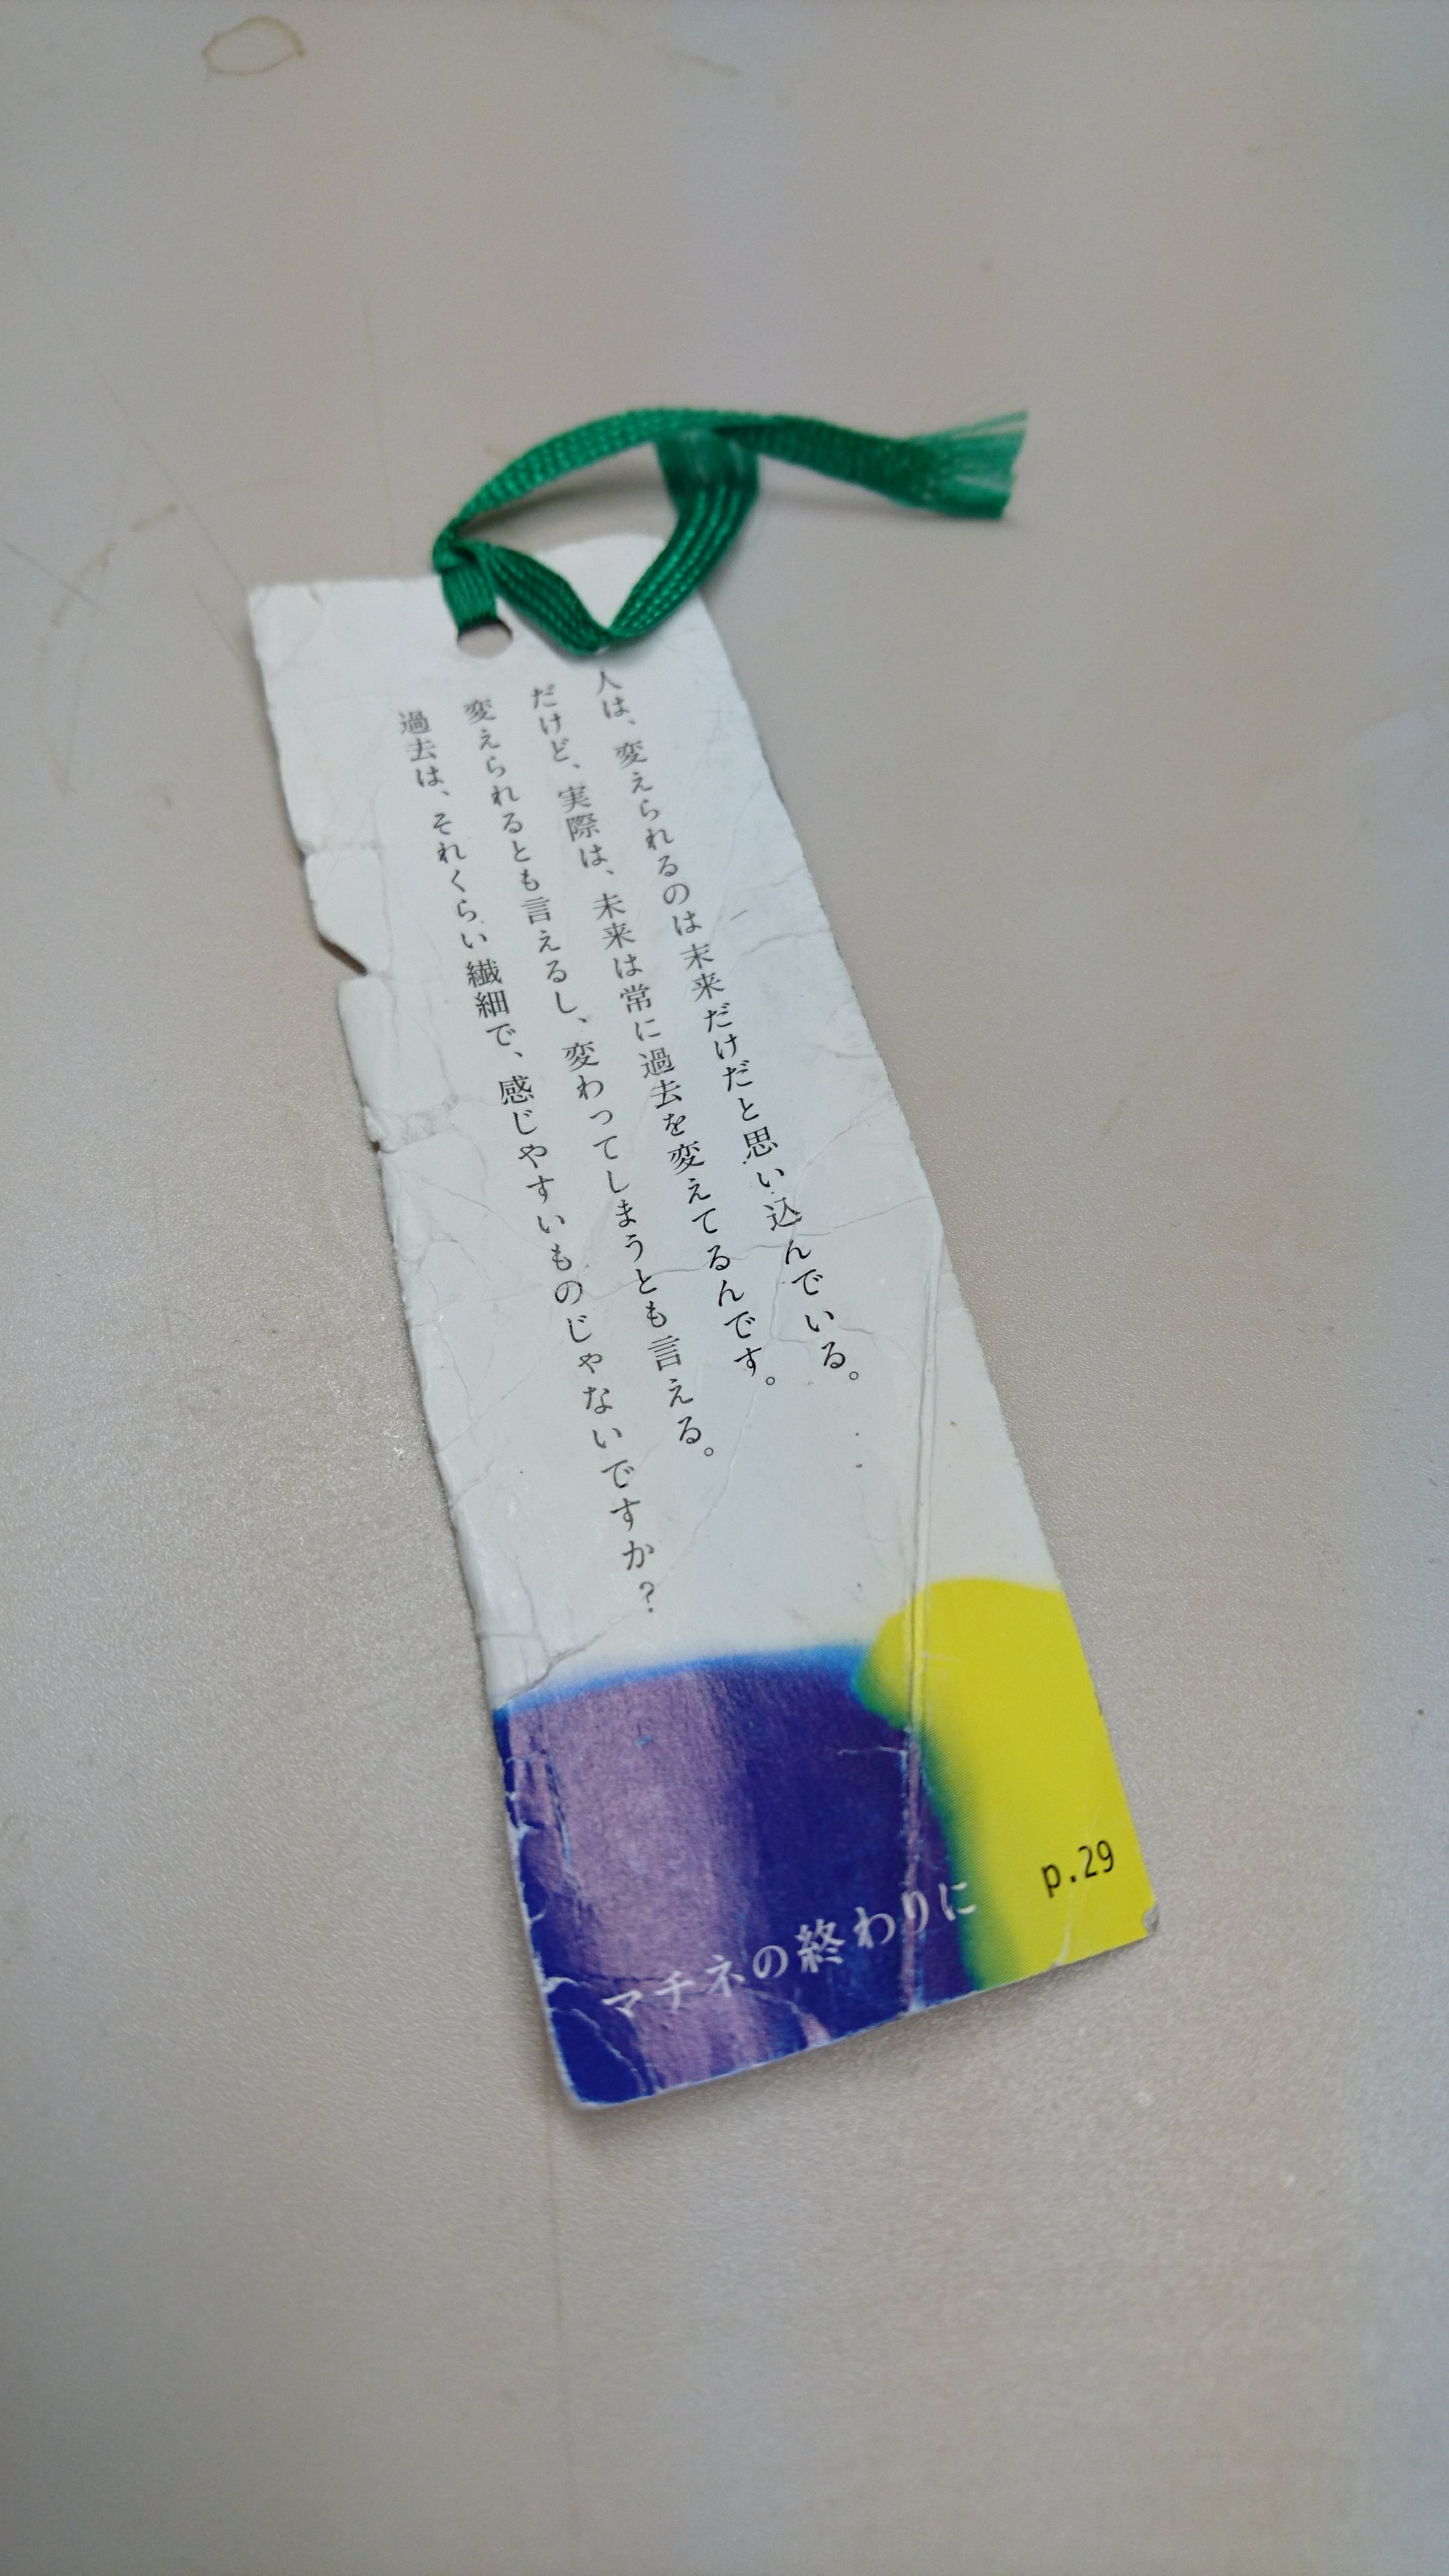 人は、変えられるのは未来だけだと思い込んでいる。
だけど、実際は、未来は常に過去を変えてるんです。
変えられるとも言えるし、変わってしまうとも言える。
過去は、それくらい繊細で、感じやすいものじゃないですか？
マチネの終わりに
p.29